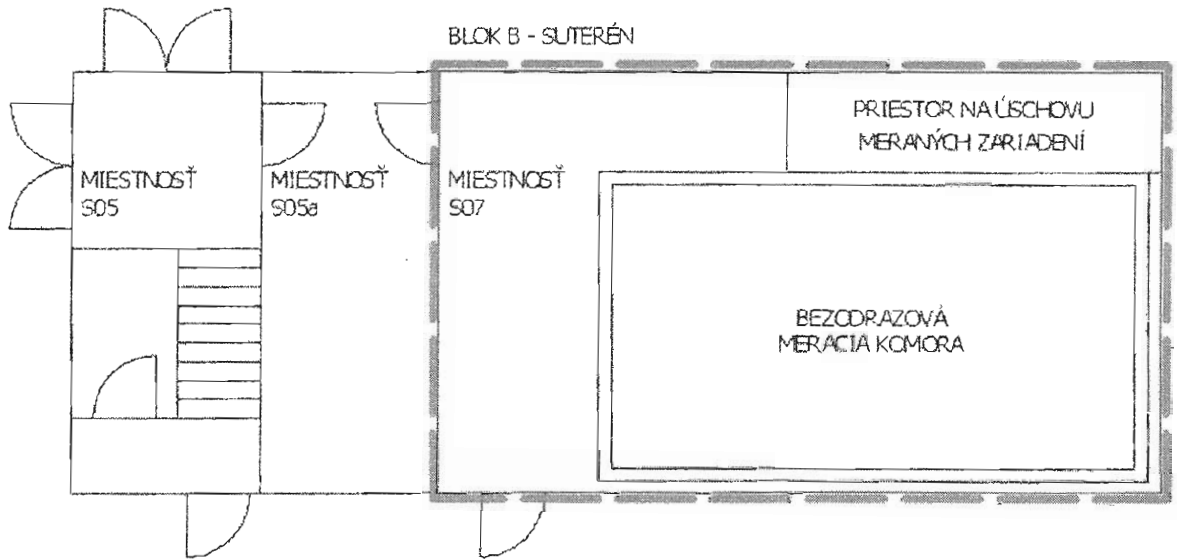 BLOK B - SUTERÉN
PRIESTOR NA ÚSCHOVU
MERANÝCH ZARIADENÍ
MIESTNOSŤ
S05
MIESTNOSŤ
S05a
MIESTNOSŤ
S07
BEZODRAZOVÁ
MERACIA KOMORA